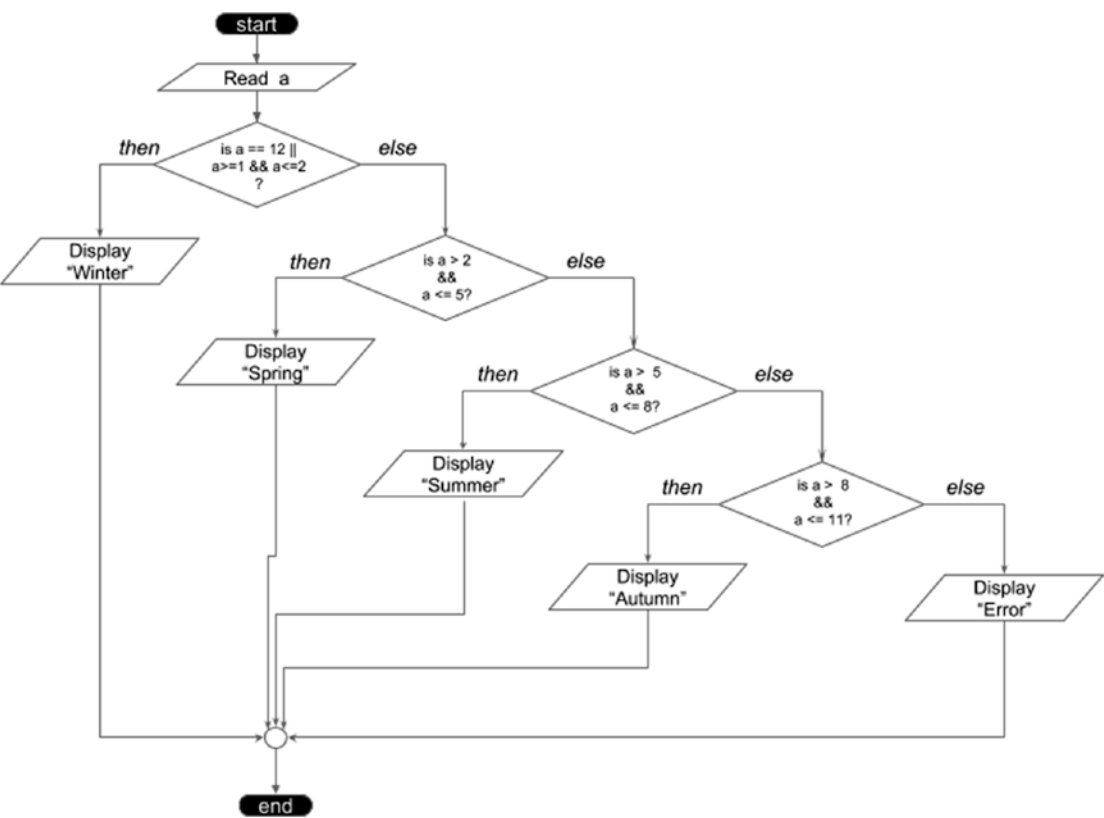 start
Read a
then
is a == 12 ||
a>=1 && a<=2
?
else
Display
“Winter”
then
is a > 2
&&
a <= 5?
else
Display
“Spring”
then
is a > 5
&&
a <= 8?
else
Display
“Summer”
then
is a > 8
&&
a <= 11?
else
Display
“Autumn”
Display
“Error”
end